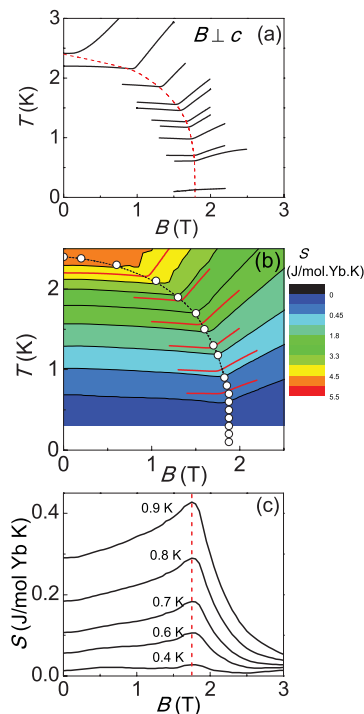 3
B ⊥ c (a)
2
T (K)
1
0
0 1 2 3
B (T)
(b)
2
T (K)
1
0
0 1 2
B (T)
S
(J/mol.Yb.K)
0
0.45
1.8
3.3
4.5
5.5
(c)
0.4
0.9 K
S (J/mol Yb K)
0.8 K
0.2
0.7 K
0.6 K
0.4 K
0.0
0 1 2 3
B (T)